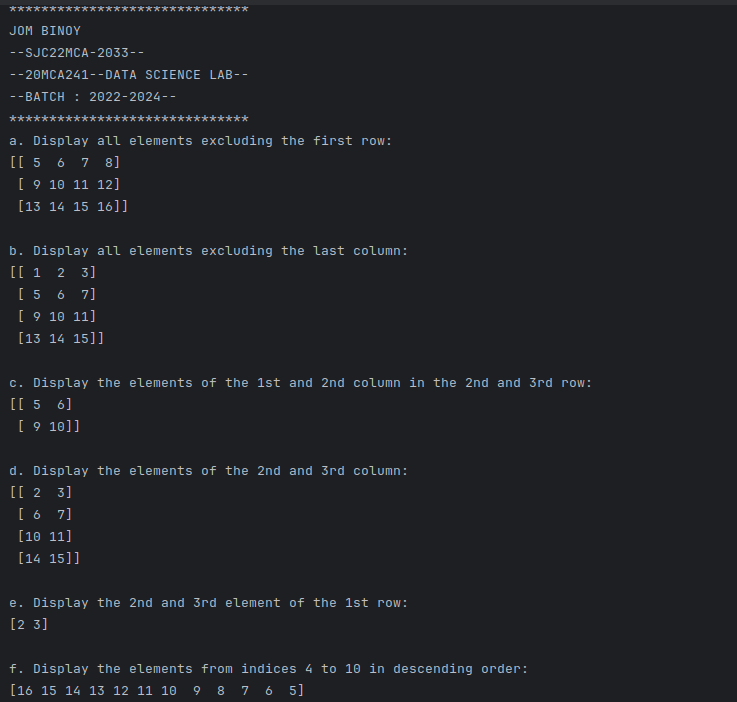 ******************************
JOM BINOY
--SJC22MCA-2033--
--20MCA241--DATA SCIENCE LAB--
--BATCH : 2022-2024--
******************************
a. Display all elements excluding the first row:
[[ 5  6  7  8]
 [ 9 10 11 12]
 [13 14 15 16]]

b. Display all elements excluding the last column:
[[ 1  2  3]
 [ 5  6  7]
 [ 9 10 11]
 [13 14 15]]

c. Display the elements of the 1st and 2nd column in the 2nd and 3rd row:
[[ 5  6]
 [ 9 10]]

d. Display the elements of the 2nd and 3rd column:
[[ 2  3]
 [ 6  7]
 [10 11]
 [14 15]]

e. Display the 2nd and 3rd element of the 1st row:
[2 3]

f. Display the elements from indices 4 to 10 in descending order:
[16 15 14 13 12 11 10  9  8  7  6  5]